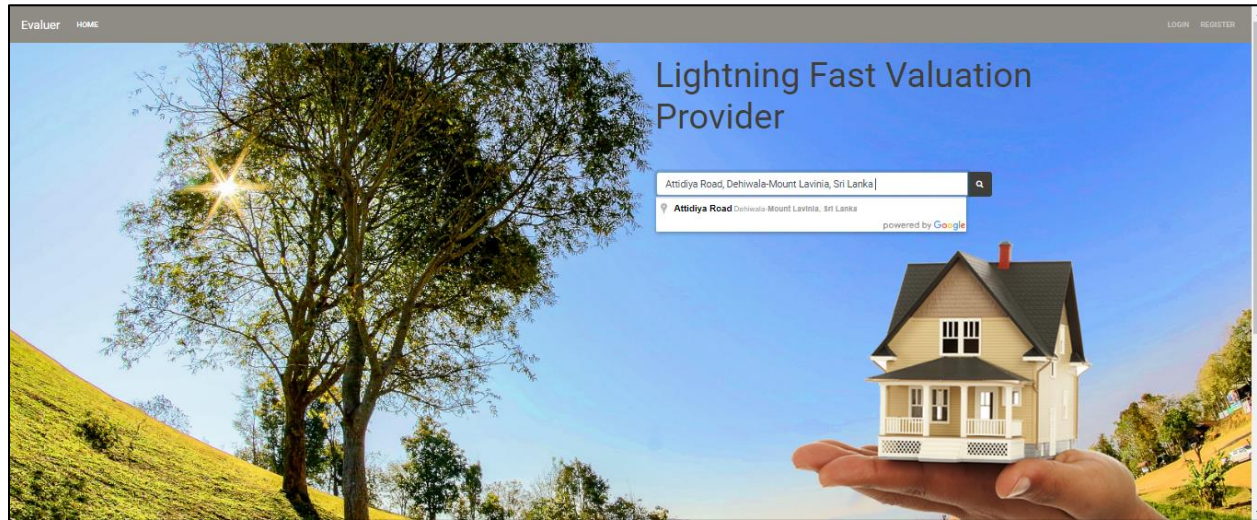 Evaluer HOME LOGIN REGISTER
Lightning Fast Valuation
Provider
Attidiya Road, Dehiwala-Mount Lavinia, Sri Lanka
Attidiya Road Dehiwala-Mount Lavinia, Sri Lanka
powered by Google